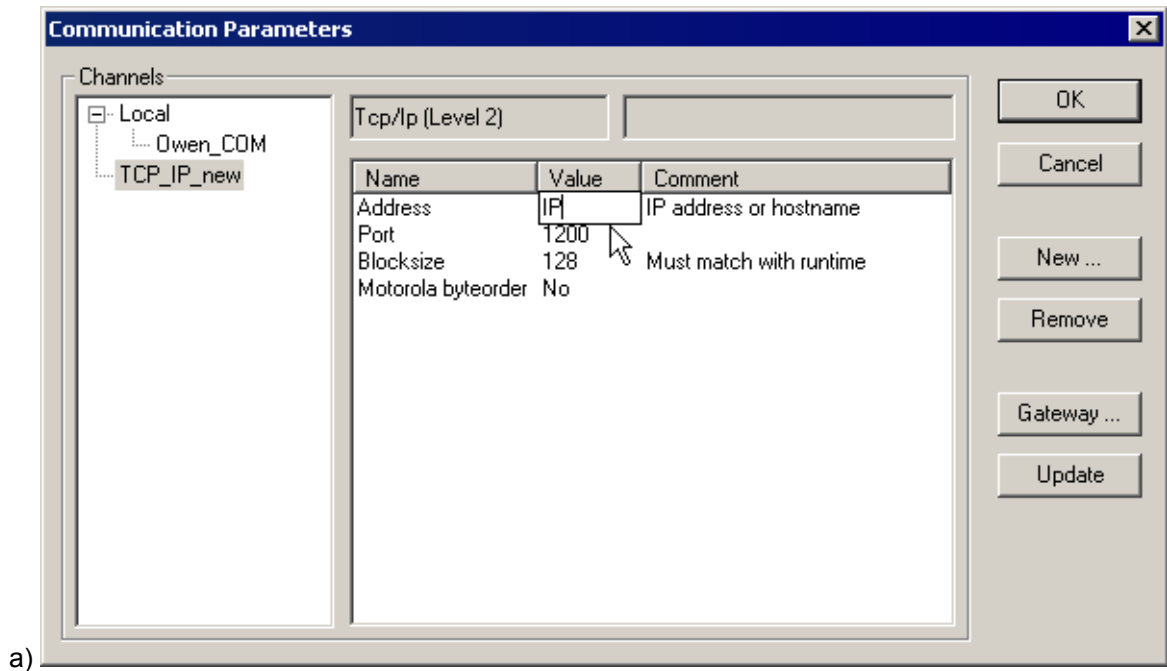 Communication Parameters
Channels
Local
Owen_COM
TCP_IP_new
Tcp/Ip (Level 2)
Name Value Comment
Address IP IP address or hostname
Port 1200
Blocksize 128 Must match with runtime
Motorola byteorder No
OK
Cancel
New ...
Remove
Gateway ...
Update
a)